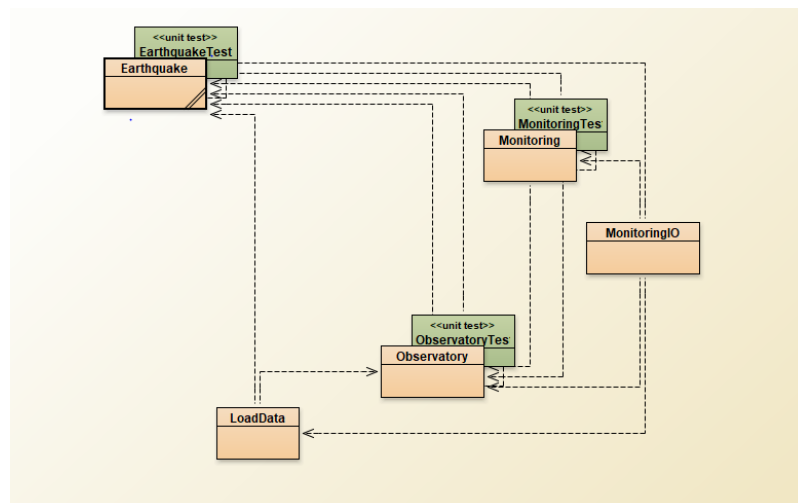 <<unit test>>
EarthquakeTest
Earthquake
<<unit test>>
MonitoringTes
Monitoring
MonitoringIO
<<unit test>>
ObservatoryTes
Observatory
LoadData